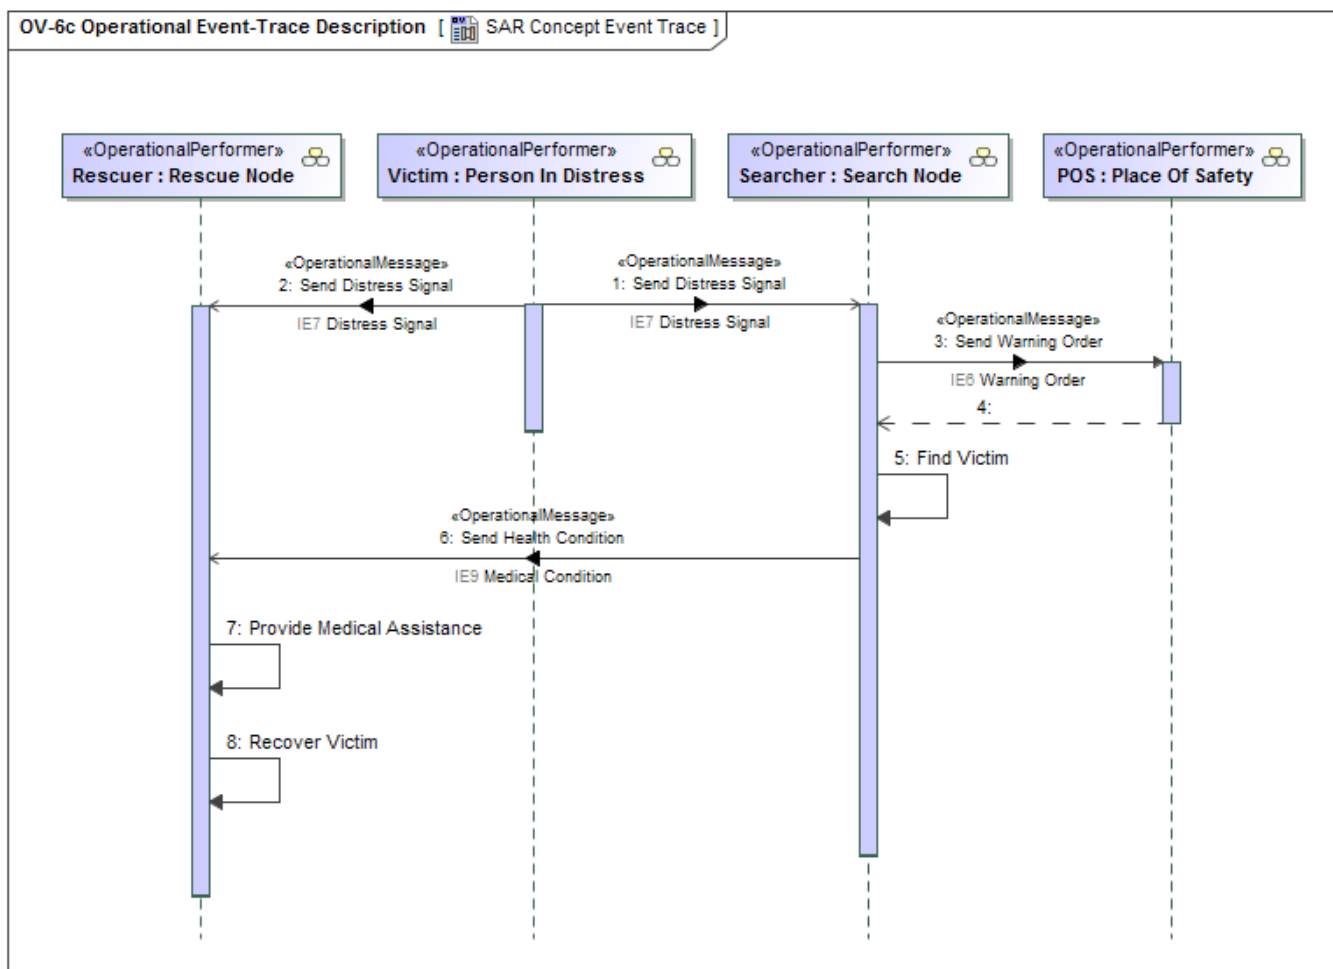 OV-6c Operational Event-Trace Description [ SAR Concept Event Trace ]
«OperationalPerformer»
Rescuer : Rescue Node
«OperationalPerformer»
Victim : Person In Distress
«OperationalPerformer»
Searcher : Search Node
«OperationalPerformer»
POS : Place Of Safety
«OperationalMessage»
2: Send Distress Signal
IE7 Distress Signal
«OperationalMessage»
1: Send Distress Signal
IE7 Distress Signal
«OperationalMessage»
3: Send Warning Order
IE6 Warning Order
4:
5: Find Victim
«OperationalMessage»
6: Send Health Condition
IE9 Medical Condition
7: Provide Medical Assistance
8: Recover Victim